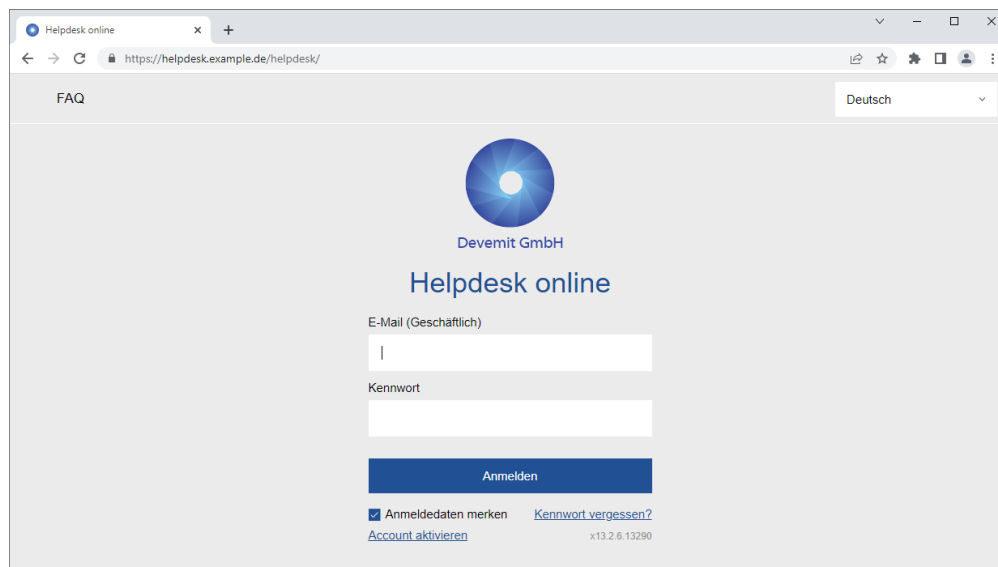 Helpdesk online
https://helpdesk.example.de/helpdesk/
FAQ
Deutsch
Devemit GmbH
Helpdesk online
E-Mail (Geschäftlich)
Kennwort
Anmelden
Anmeldedaten merken Kennwort vergessen?
Account aktivieren x13.2.6.13290